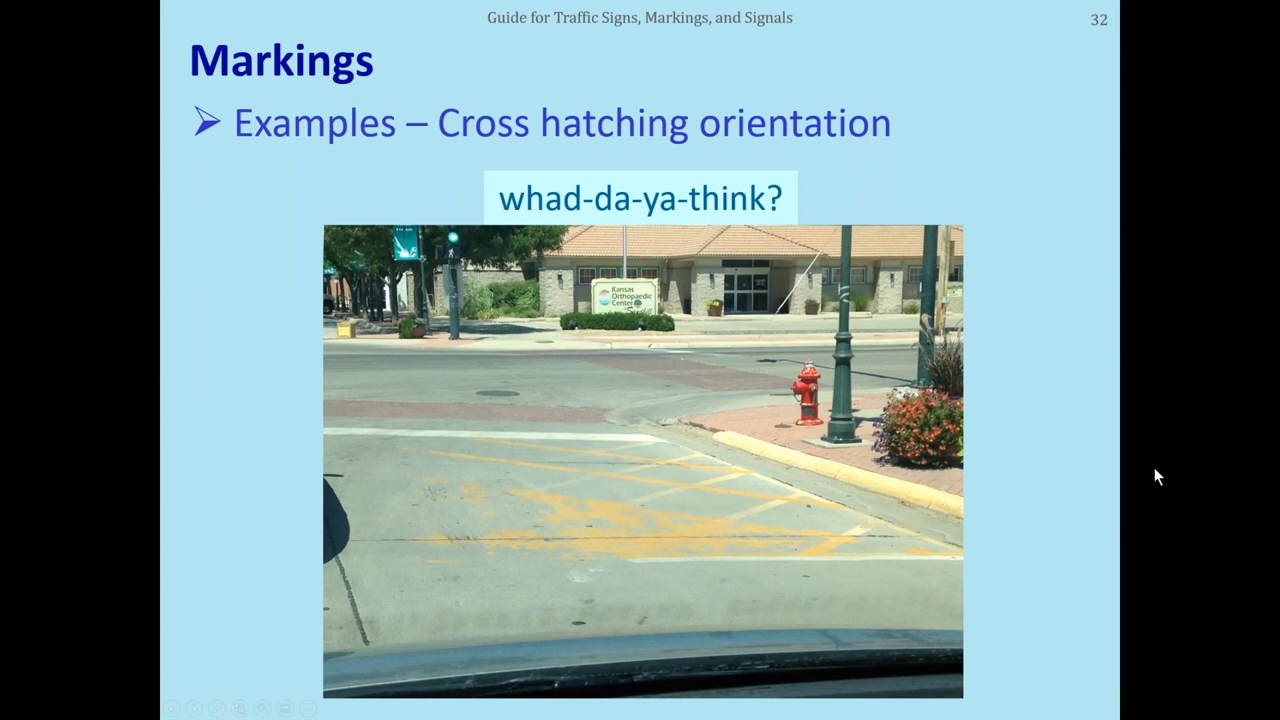 Guide for Traffic Signs, Markings, and Signals
32
Markings
Examples – Cross hatching orientation
whad-da-ya-think?
Kansas
Orthopaedic
Center